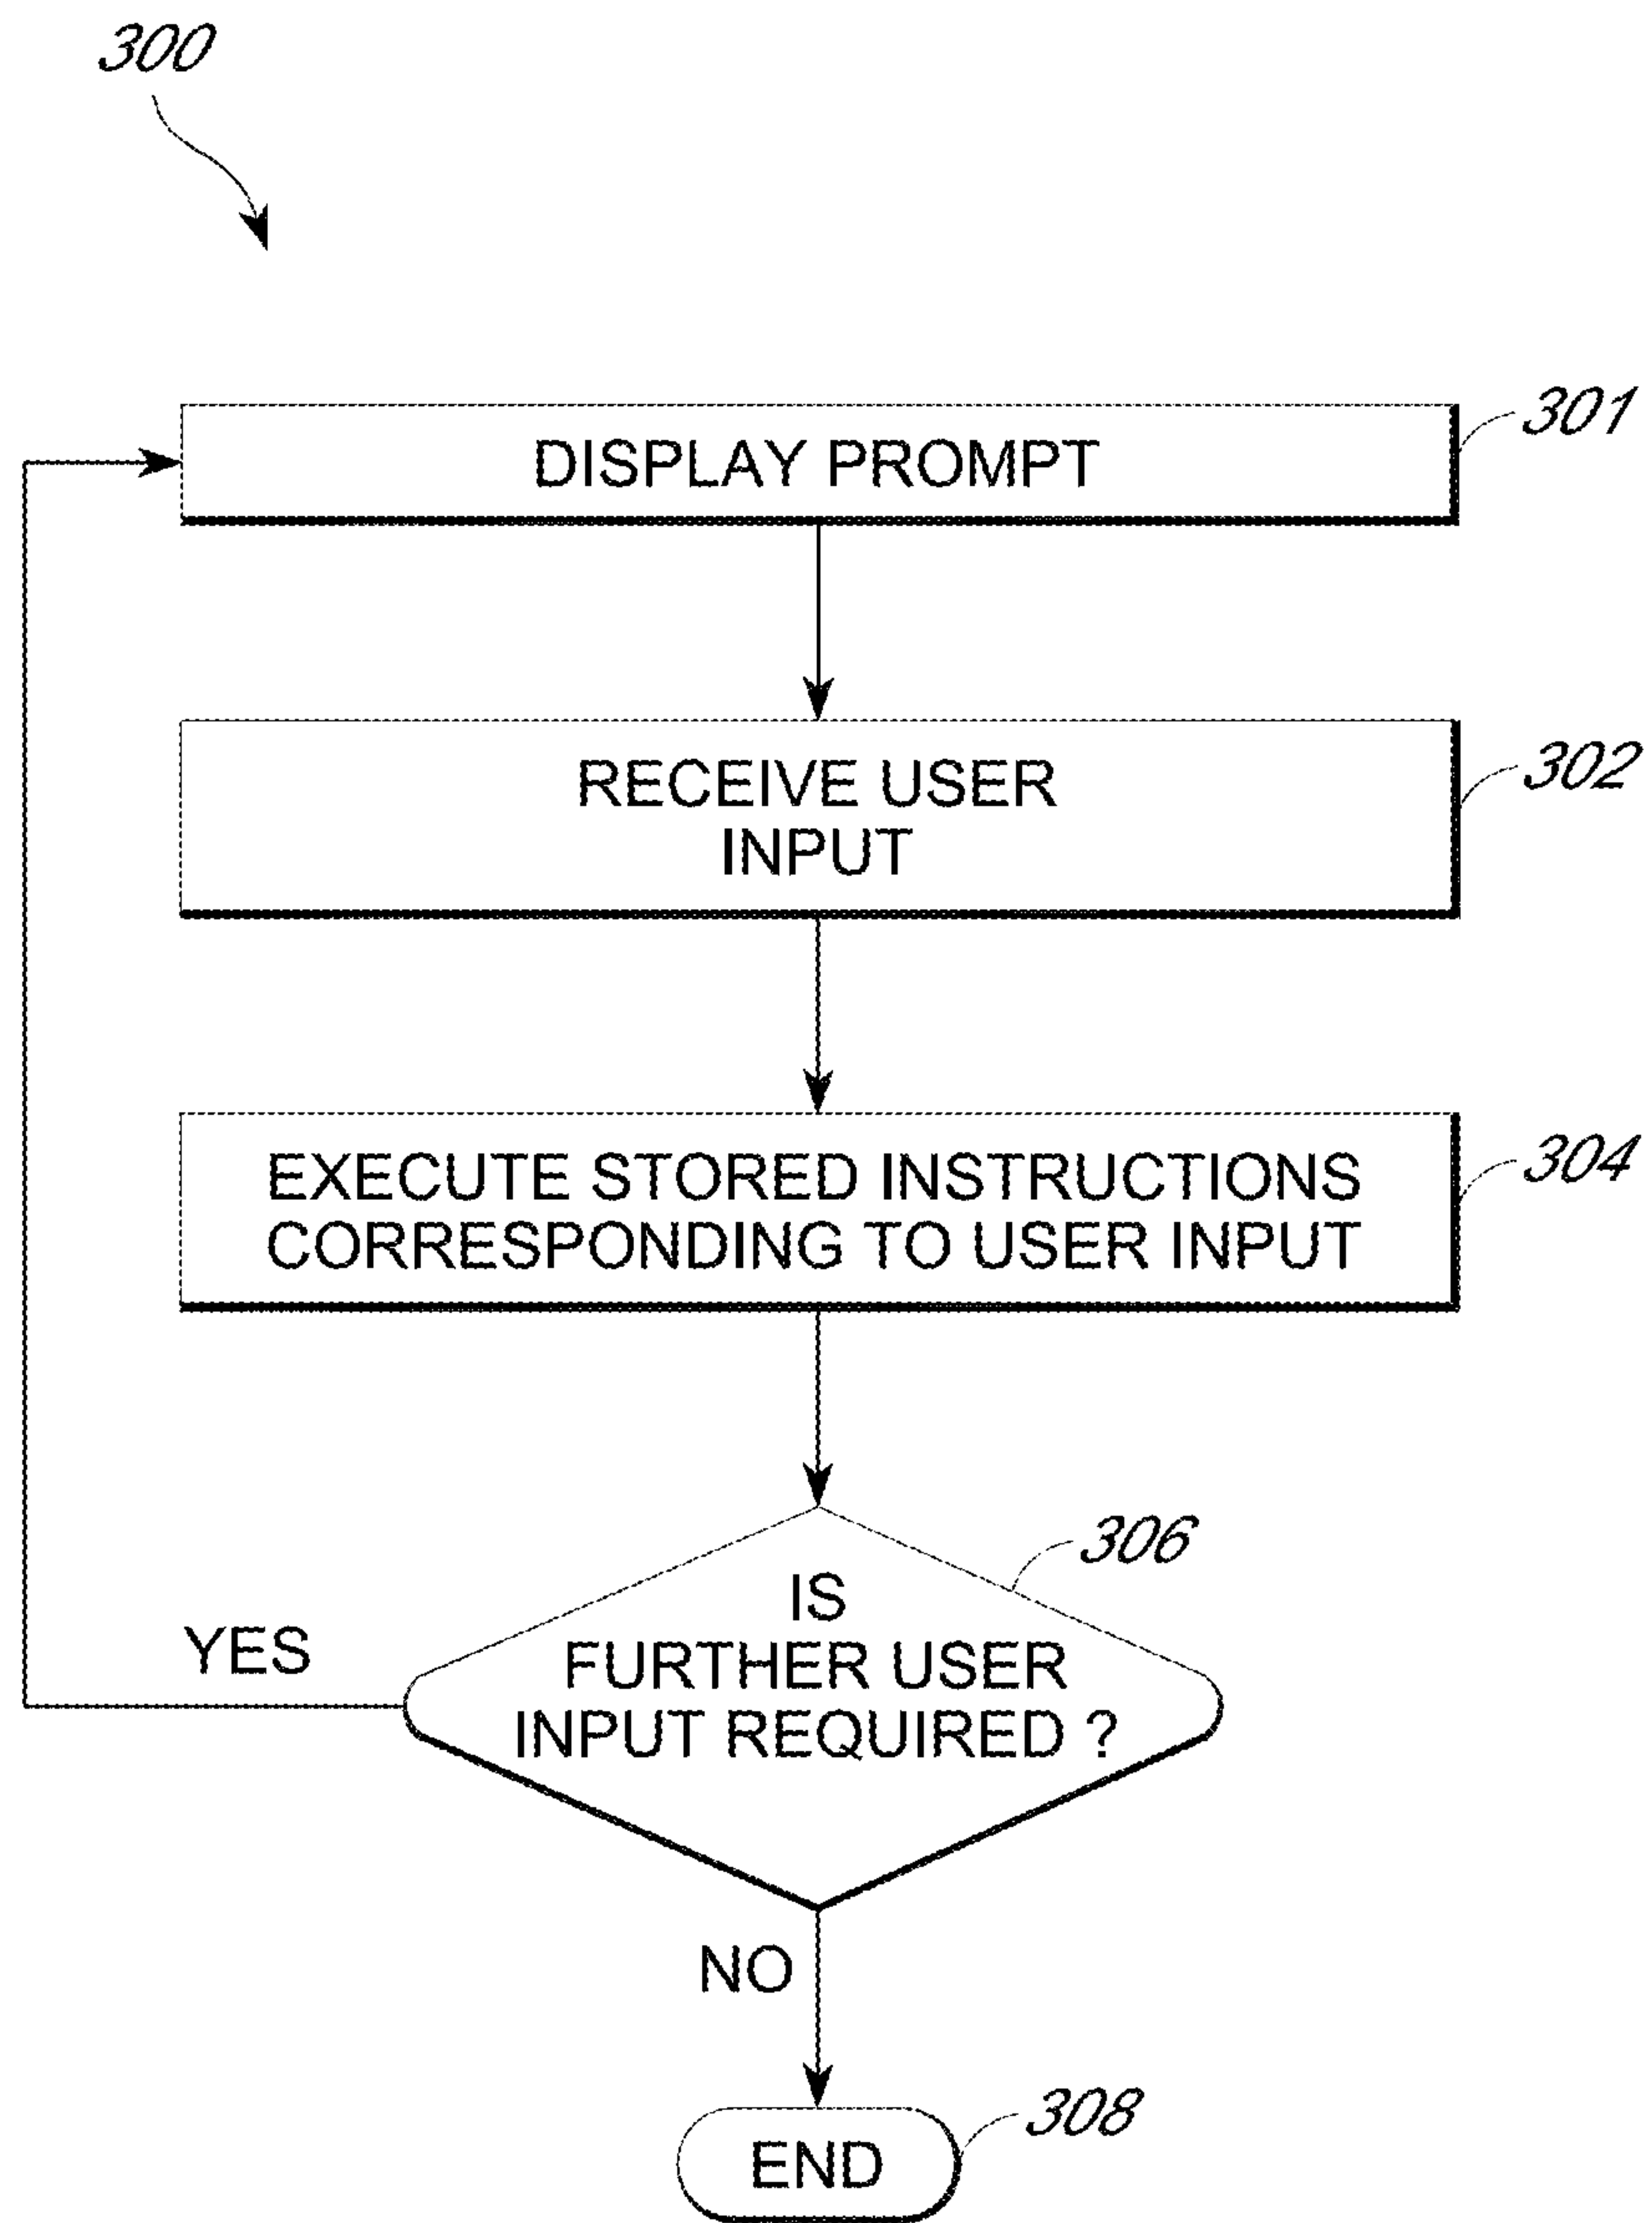 300
DISPLAY PROMPT
301
RECEIVE USER
INPUT
302
EXECUTE STORED INSTRUCTIONS
CORRESPONDING TO USER INPUT
304
IS
FURTHER USER
INPUT REQUIRED ?
306
YES
NO
END
308